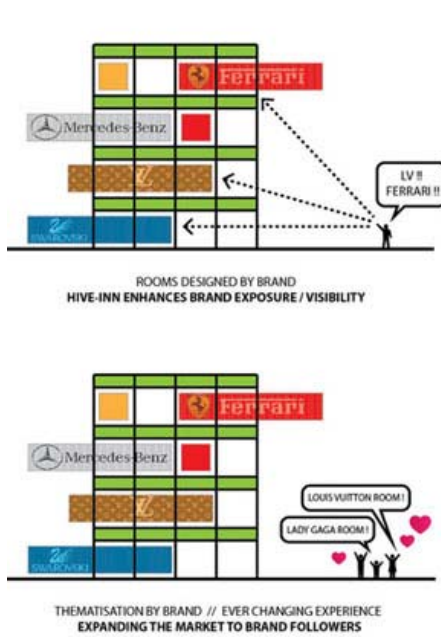 Ferrari
Mercedes-Benz
LV !!
FERRARI !!
LV
SWAROVSKI
ROOMS DESIGNED BY BRAND
HIVE-INN ENHANCES BRAND EXPOSURE / VISIBILITY
Ferrari
Mercedes-Benz
LOUIS VUITTON ROOM !
LV
LADY GAGA ROOM !
SWAROVSKI
THEMATISATION BY BRAND // EVER CHANGING EXPERIENCE
EXPANDING THE MARKET TO BRAND FOLLOWERS